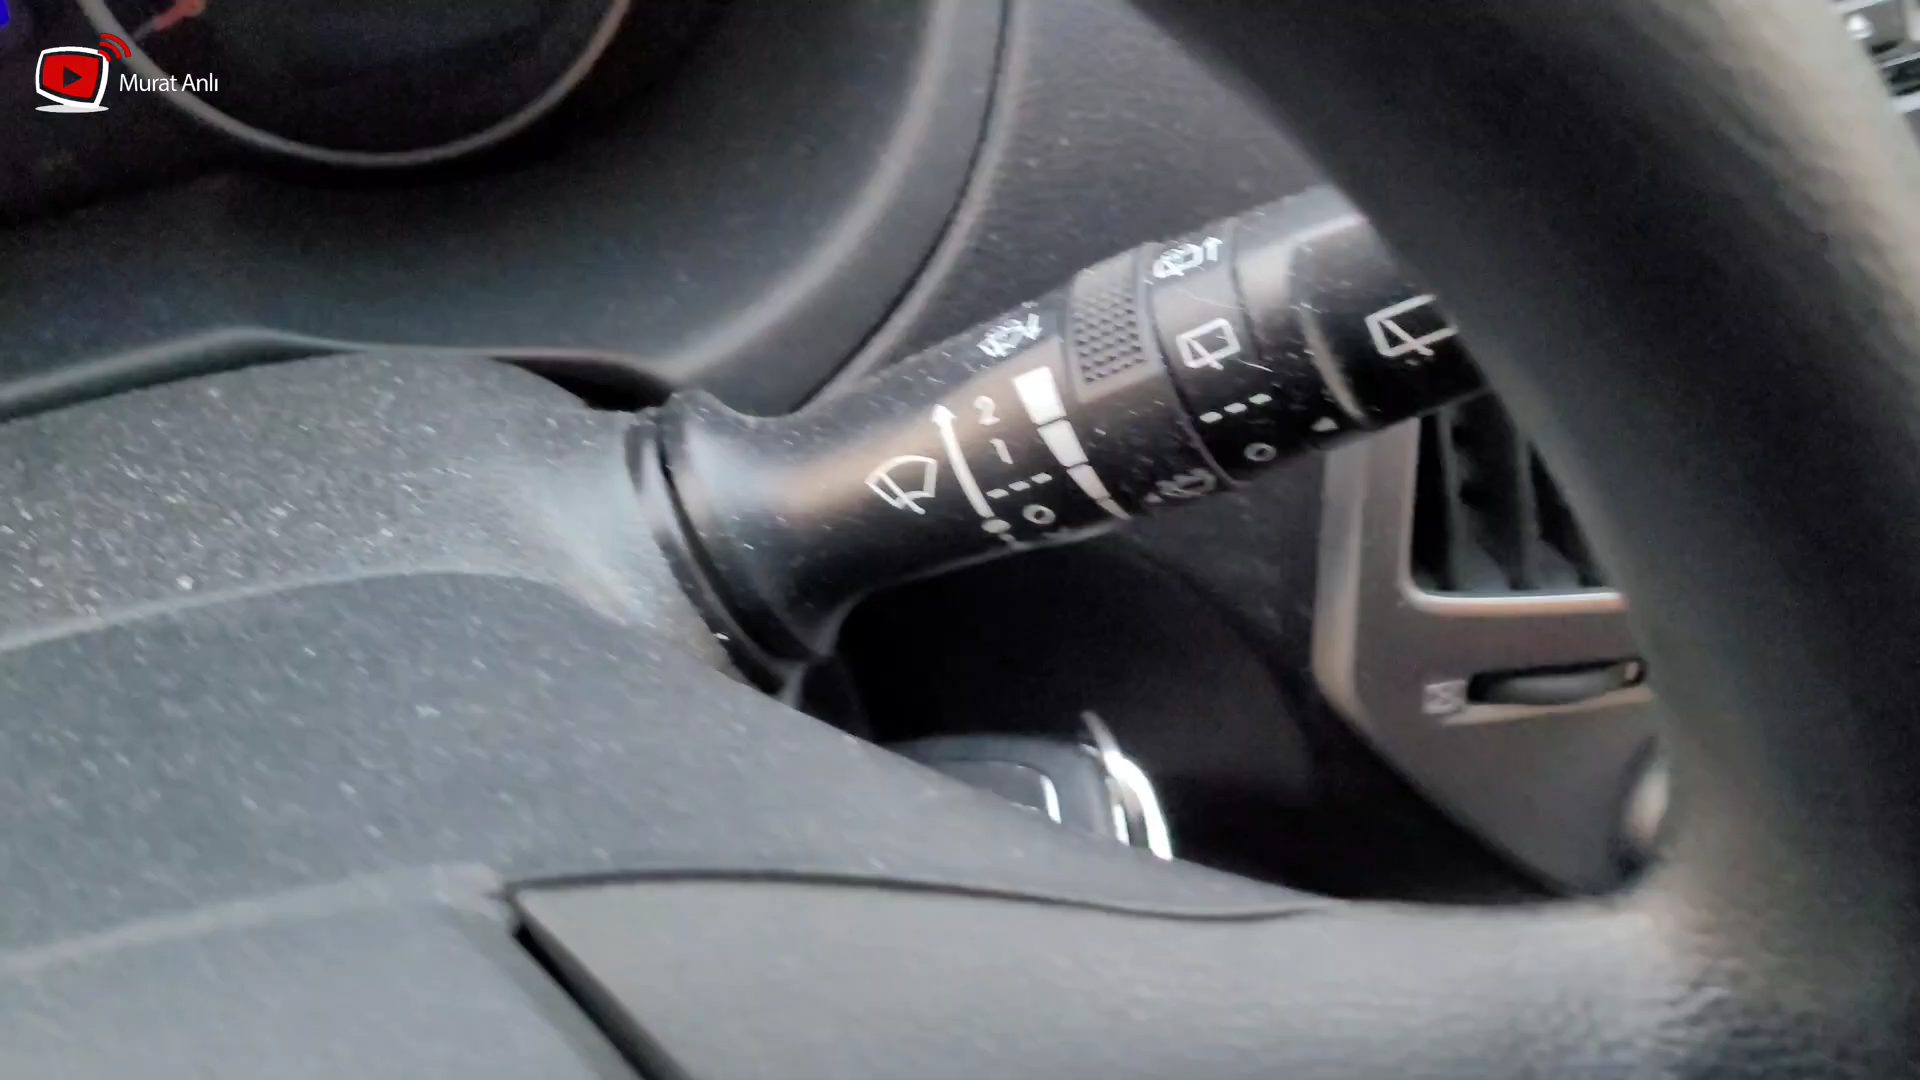 Murat Anlı
2
1
---
O
---
O